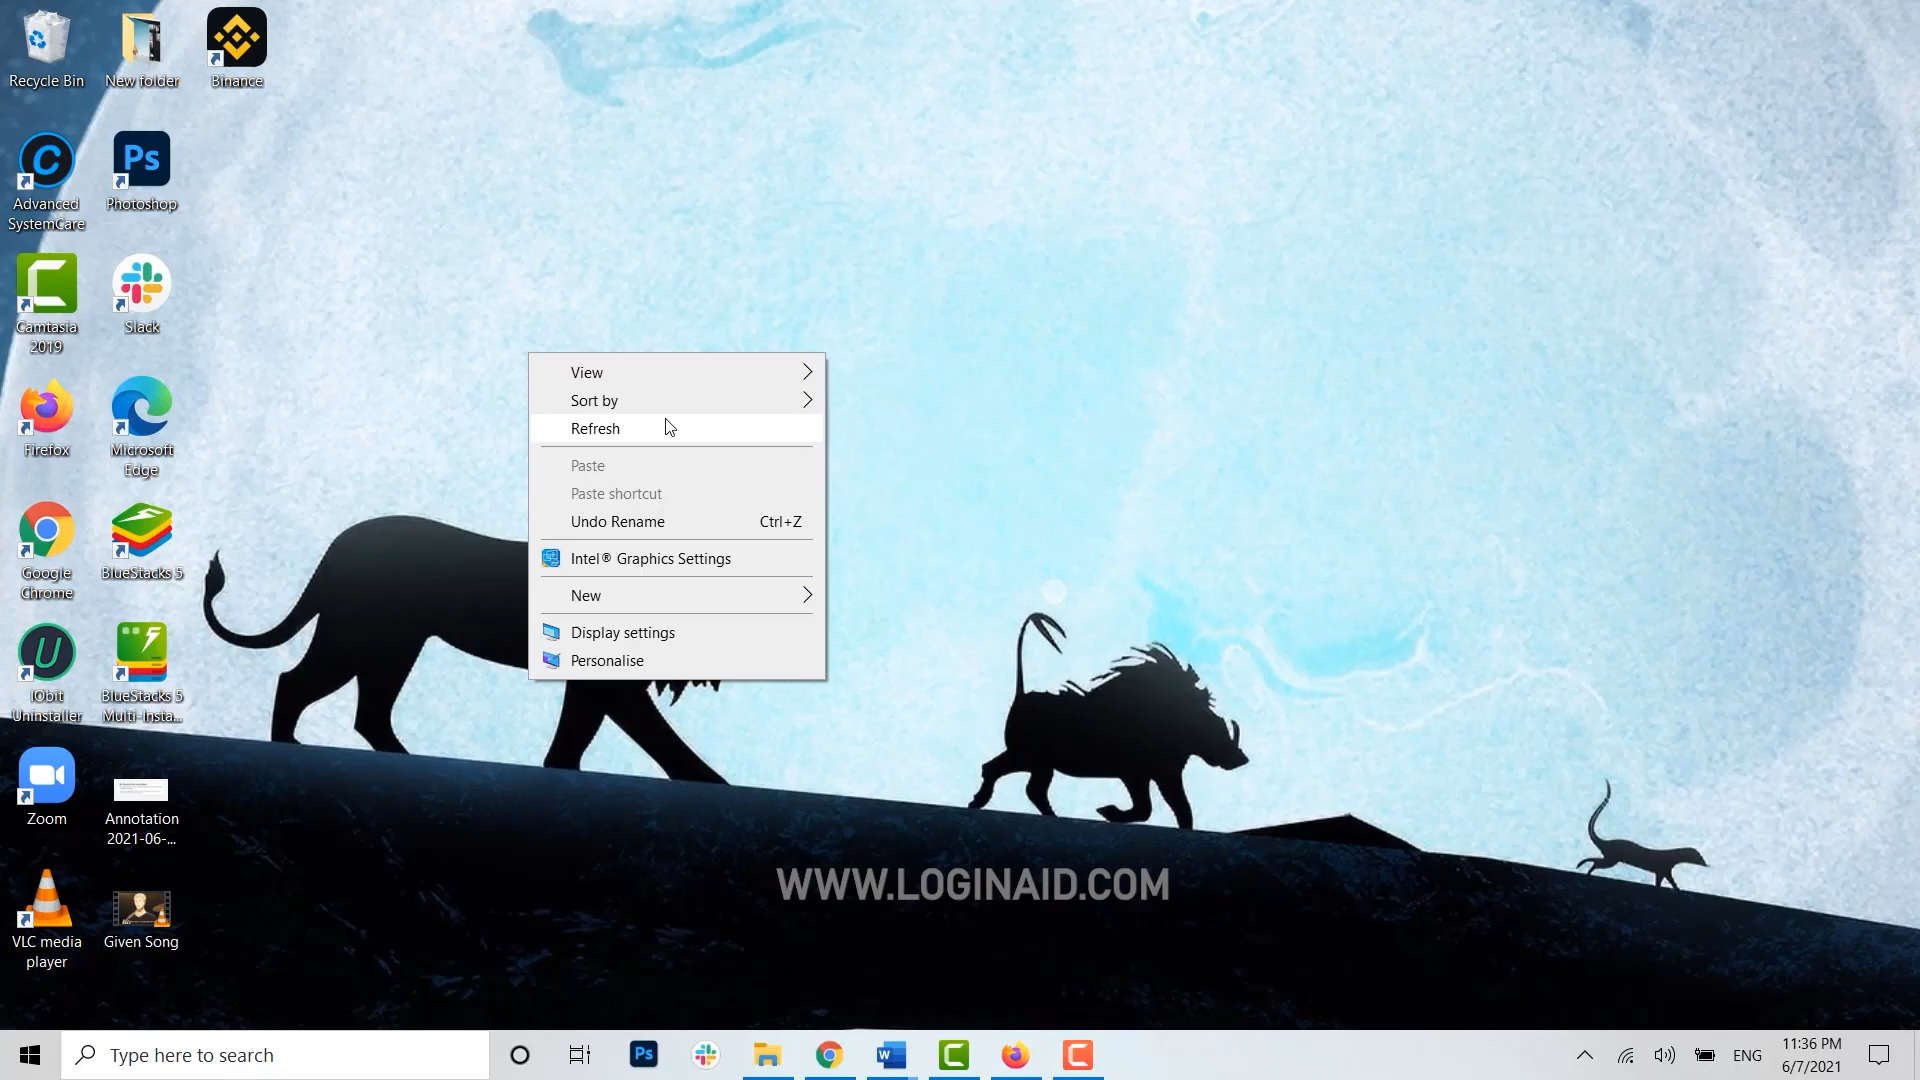 Recycle Bin
New folder
Binance
Advanced
SystemCare
Ps
Photoshop
Camtasia
2019
Slack
Firefox
Microsoft
Edge
Google
Chrome
BlueStacks 5
IObit
Uninstaller
BlueStacks 5
Multi-Insta...
Zoom
Annotation
2021-06-...
VLC media
player
Given Song
View
Sort by
Refresh
Paste
Paste shortcut
Undo Rename Ctrl+Z
Intel® Graphics Settings
New
Display settings
Personalise
WWW.LOGINAID.COM
Type here to search
Ps
ENG
11:36 PM
6/7/2021